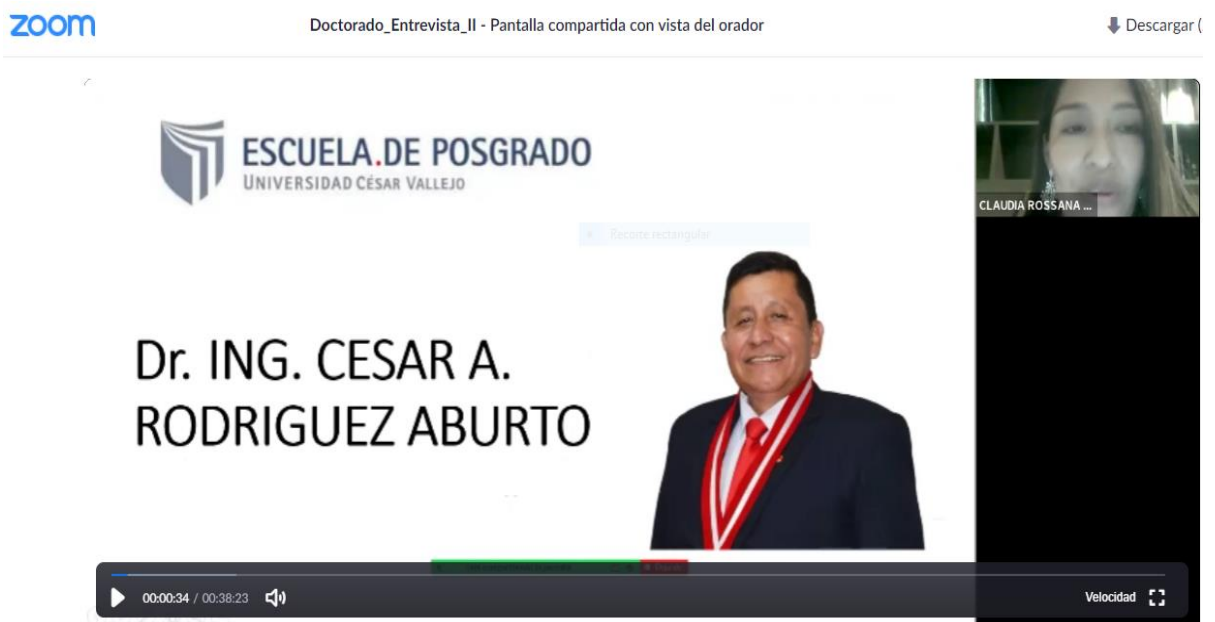 zoom
Doctorado_Entrevista_II - Pantalla compartida con vista del orador
Descargar (
ESCUELA.DE POSGRADO
UNIVERSIDAD CÉSAR VALLEJO
CLAUDIA ROSSANA ...
Recorte rectangular
Dr. ING. CESAR A.
RODRIGUEZ ABURTO
00:00:34 / 00:38:23
Velocidad